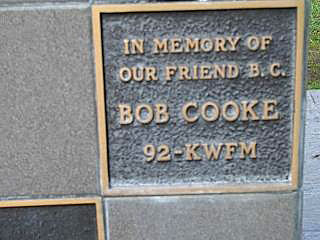 IN MEMORY OF
OUR FRIEND B.C.
BOB COOKE
92-KWFM